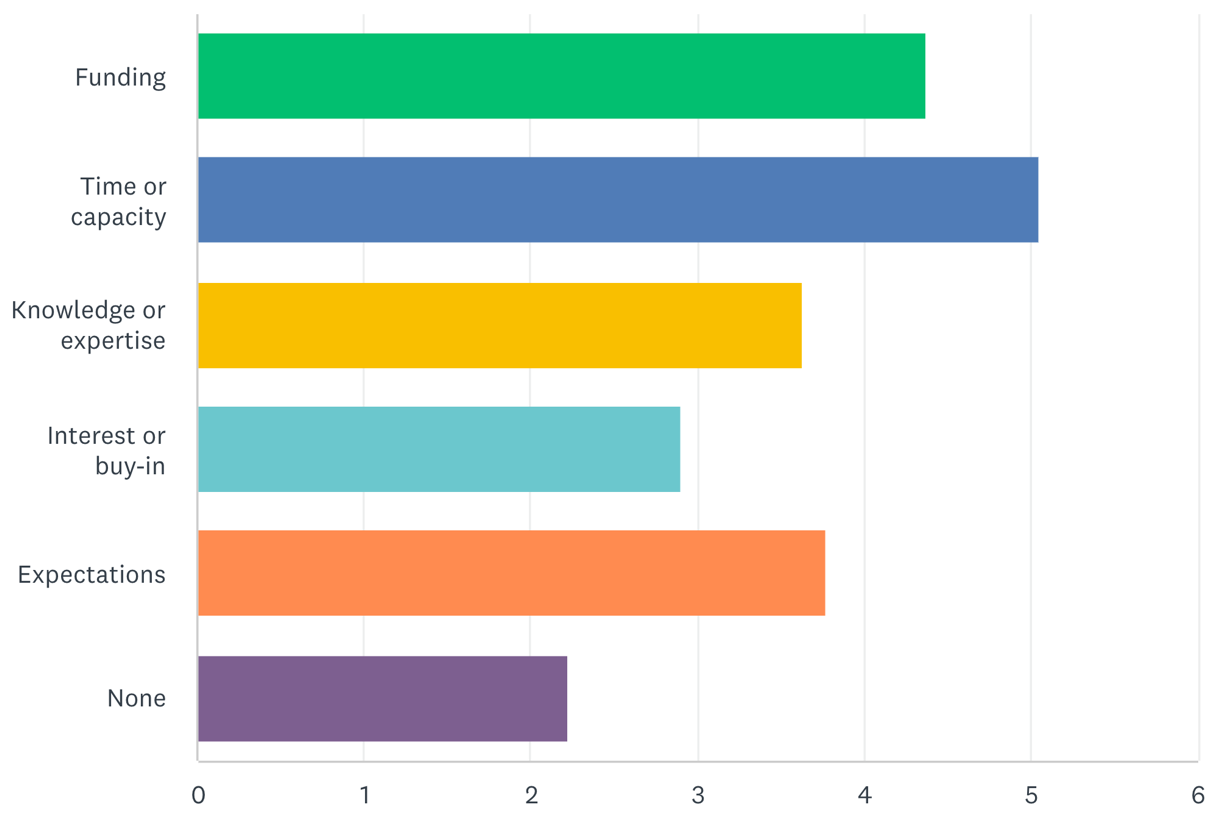 Funding
Time or
capacity
Knowledge or
expertise
Interest or
buy-in
Expectations
None
0 1 2 3 4 5 6